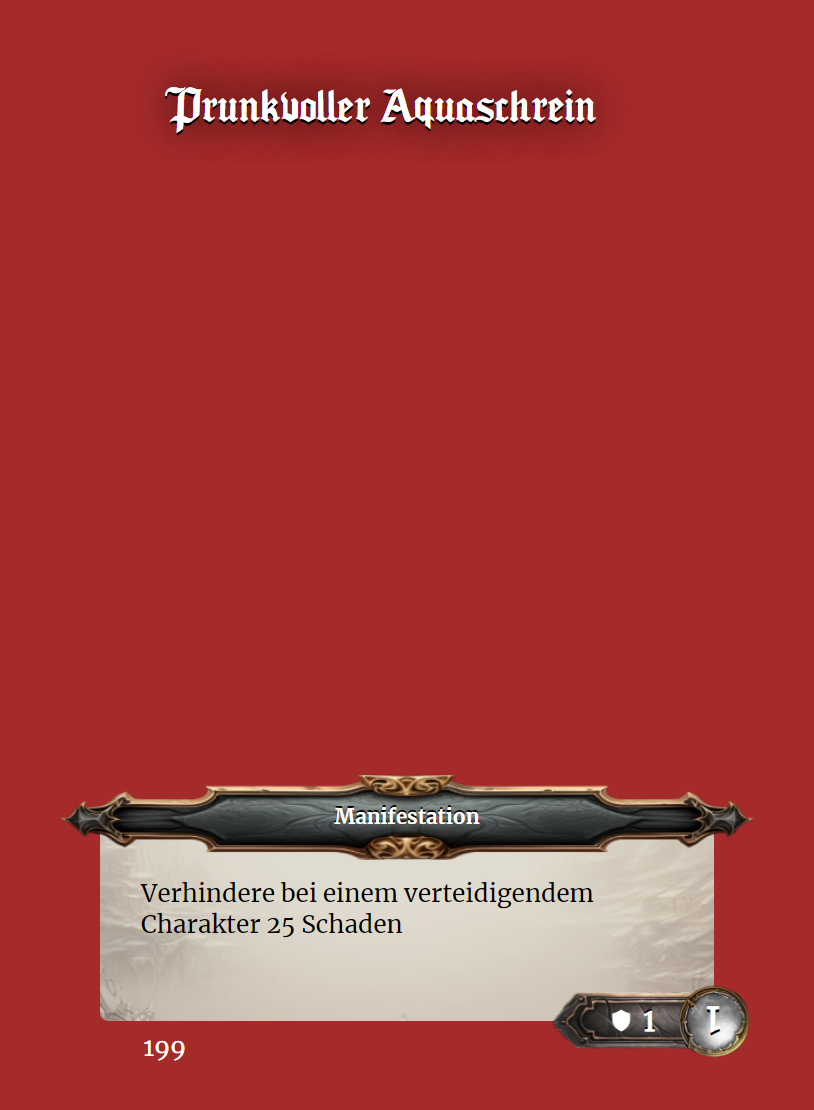 Prunkvoller Aquaschrein
Manifestation
Verhindere bei einem verteidigendem
Charakter 25 Schaden
1
199